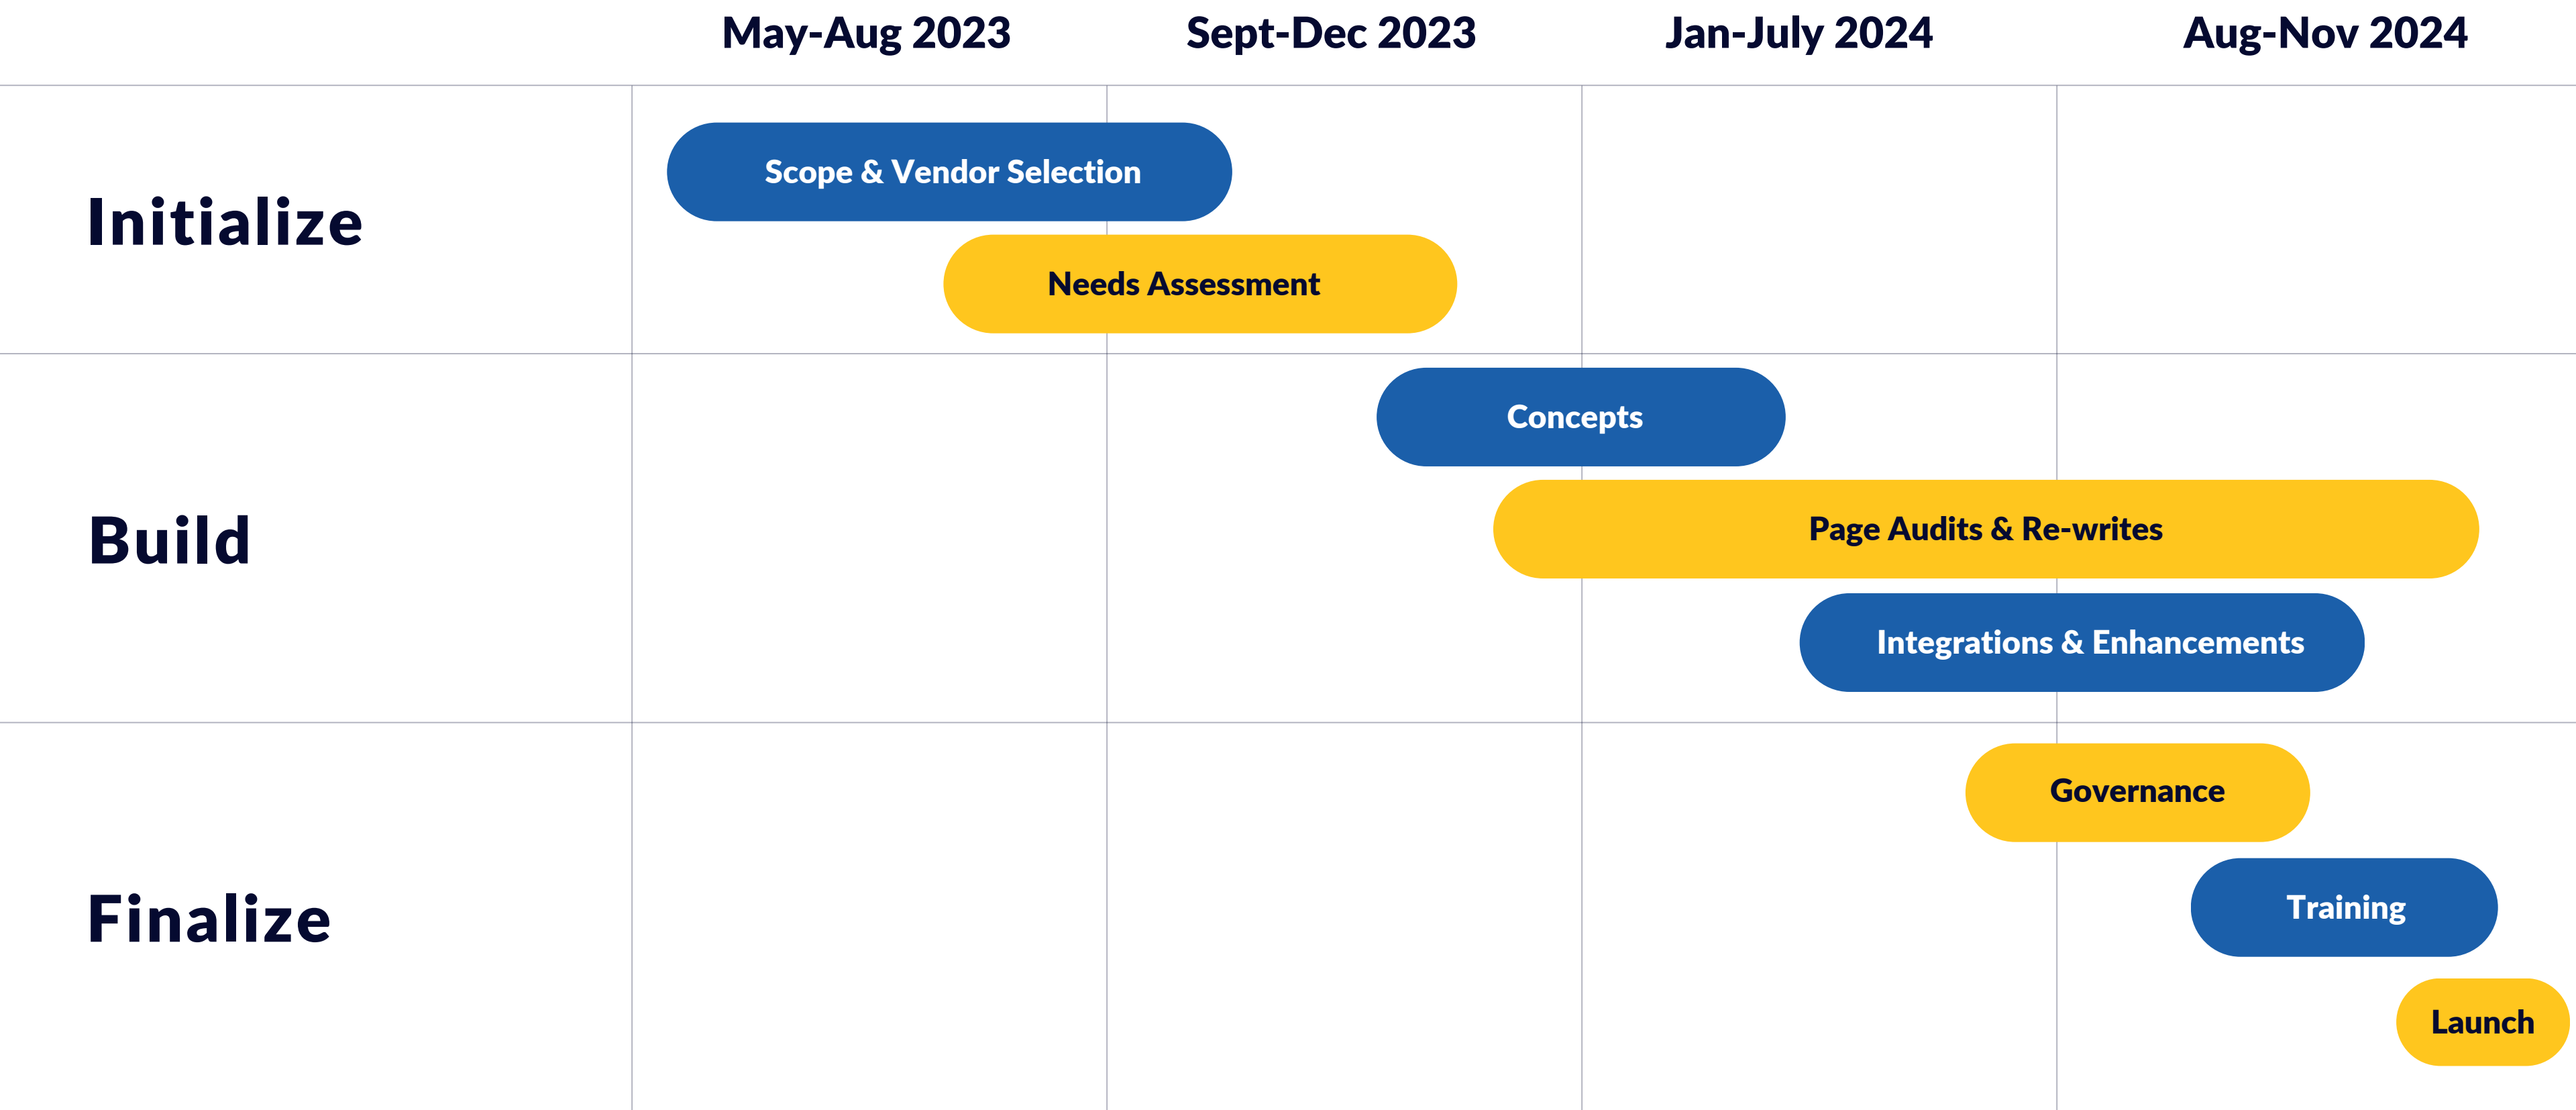 May-Aug 2023
Sept-Dec 2023
Jan-July 2024
Aug-Nov 2024
Initialize
Scope & Vendor Selection
Needs Assessment
Build
Concepts
Page Audits & Re-writes
Integrations & Enhancements
Finalize
Governance
Training
Launch